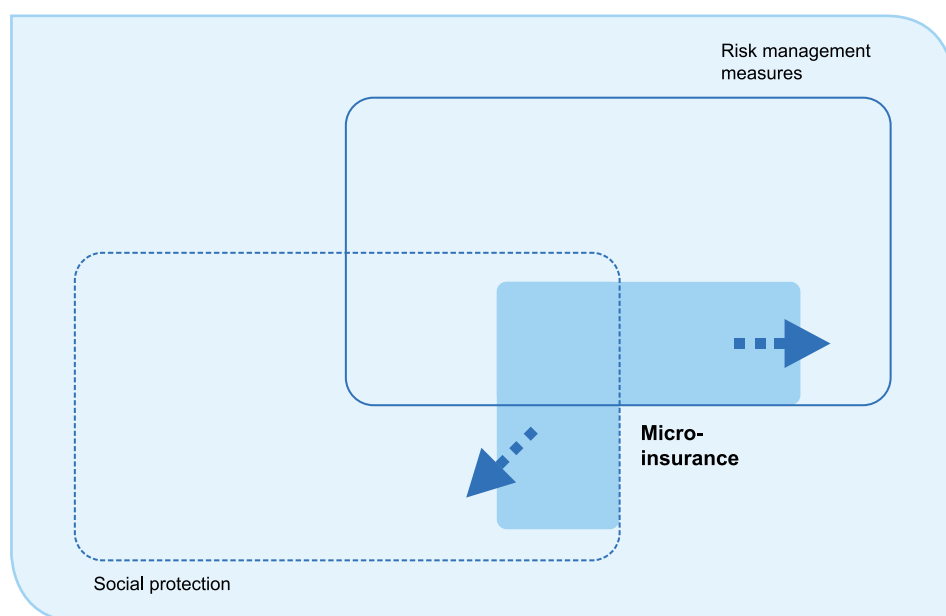 Risk management
measures
Micro-
insurance
Social protection